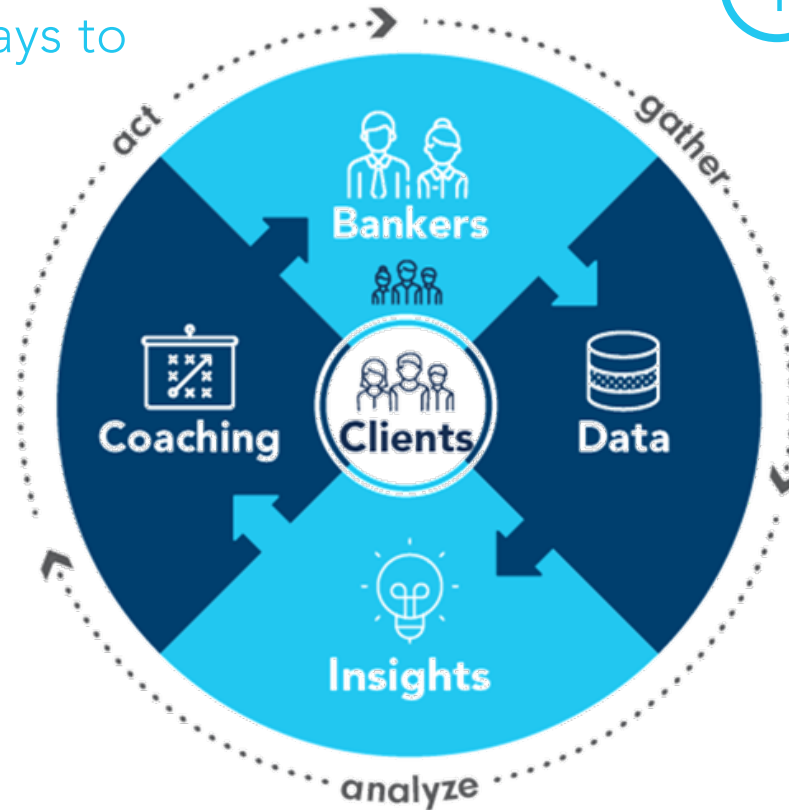 ays to
act
gather
Bankers
Coaching
Clients
Data
Insights
analyze